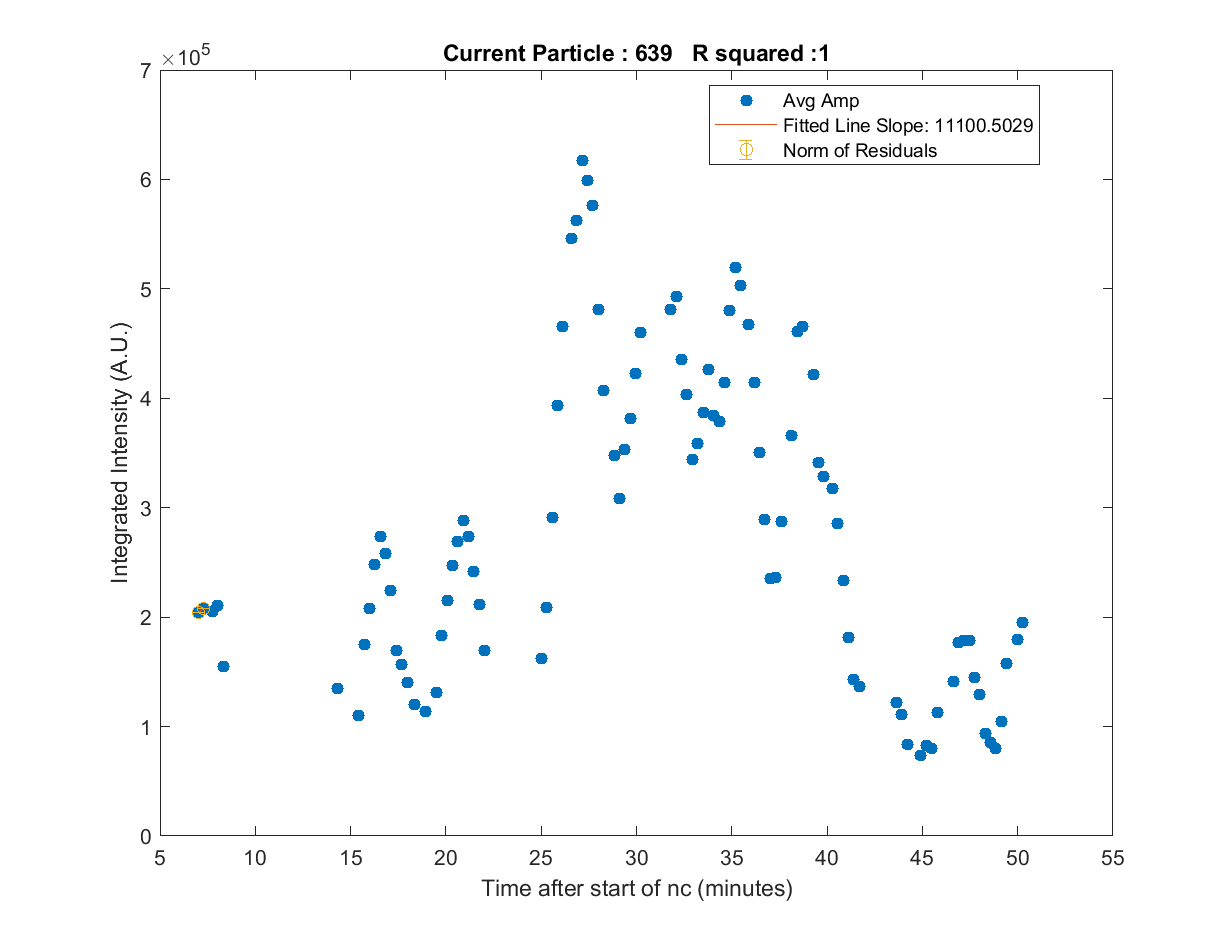 Current Particle : 639   R squared :1
×10^5
Avg Amp
Fitted Line Slope: 11100.5029
Norm of Residuals
7
6
5
4
3
2
1
0
Integrated Intensity (A.U.)
5 10 15 20 25 30 35 40 45 50 55
Time after start of nc (minutes)